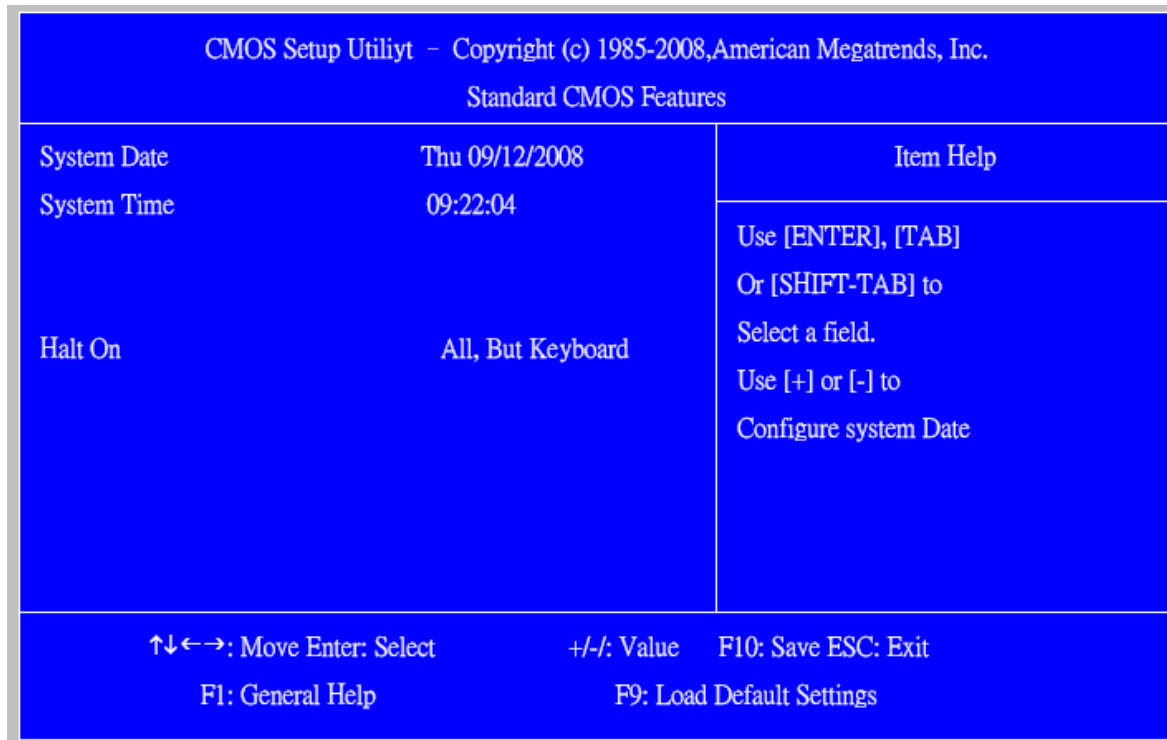 CMOS Setup Utiliyt – Copyright (c) 1985-2008,American Megatrends, Inc.
Standard CMOS Features
System Date Thu 09/12/2008
System Time 09:22:04
Halt On All, But Keyboard
Item Help
Use [ENTER], [TAB]
Or [SHIFT-TAB] to
Select a field.
Use [+] or [-] to
Configure system Date
↑↓←→: Move Enter: Select +/-/: Value F10: Save ESC: Exit
F1: General Help F9: Load Default Settings